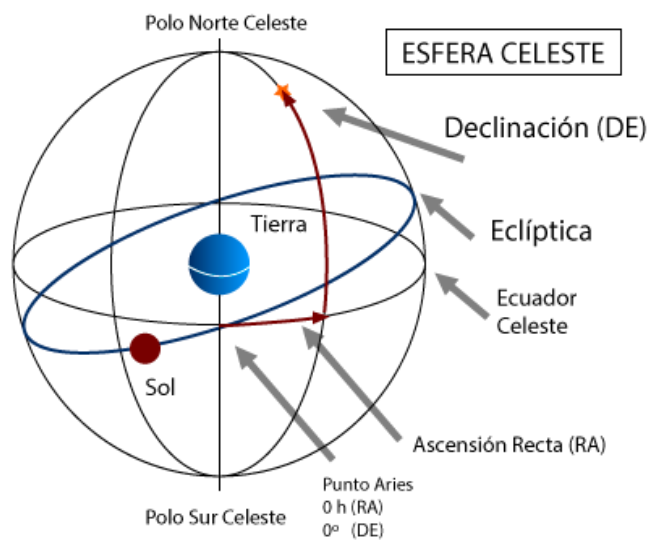 Polo Norte Celeste
ESFERA CELESTE
Declinación (DE)
Tierra
Eclíptica
Ecuador
Celeste
Sol
Ascensión Recta (RA)
Punto Aries
0 h (RA)
0º (DE)
Polo Sur Celeste